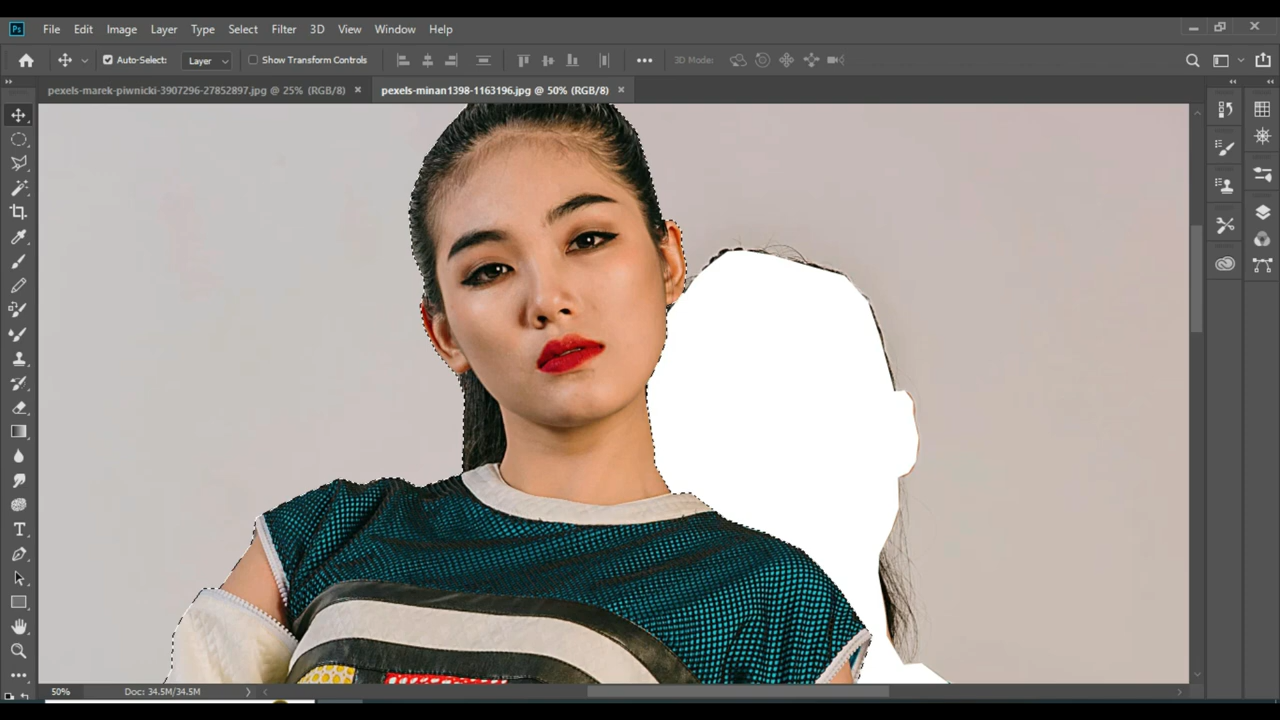 Ps File Edit Image Layer Type Select Filter 3D View Window Help
Auto-Select: Layer Show Transform Controls 3D Mode:
pexels-marek-piwnicki-3907296-27852897.jpg @ 25% (RGB/8) pexels-minan1398-1163196.jpg @ 50% (RGB/8)
T
50% Doc: 34.5M/34.5M